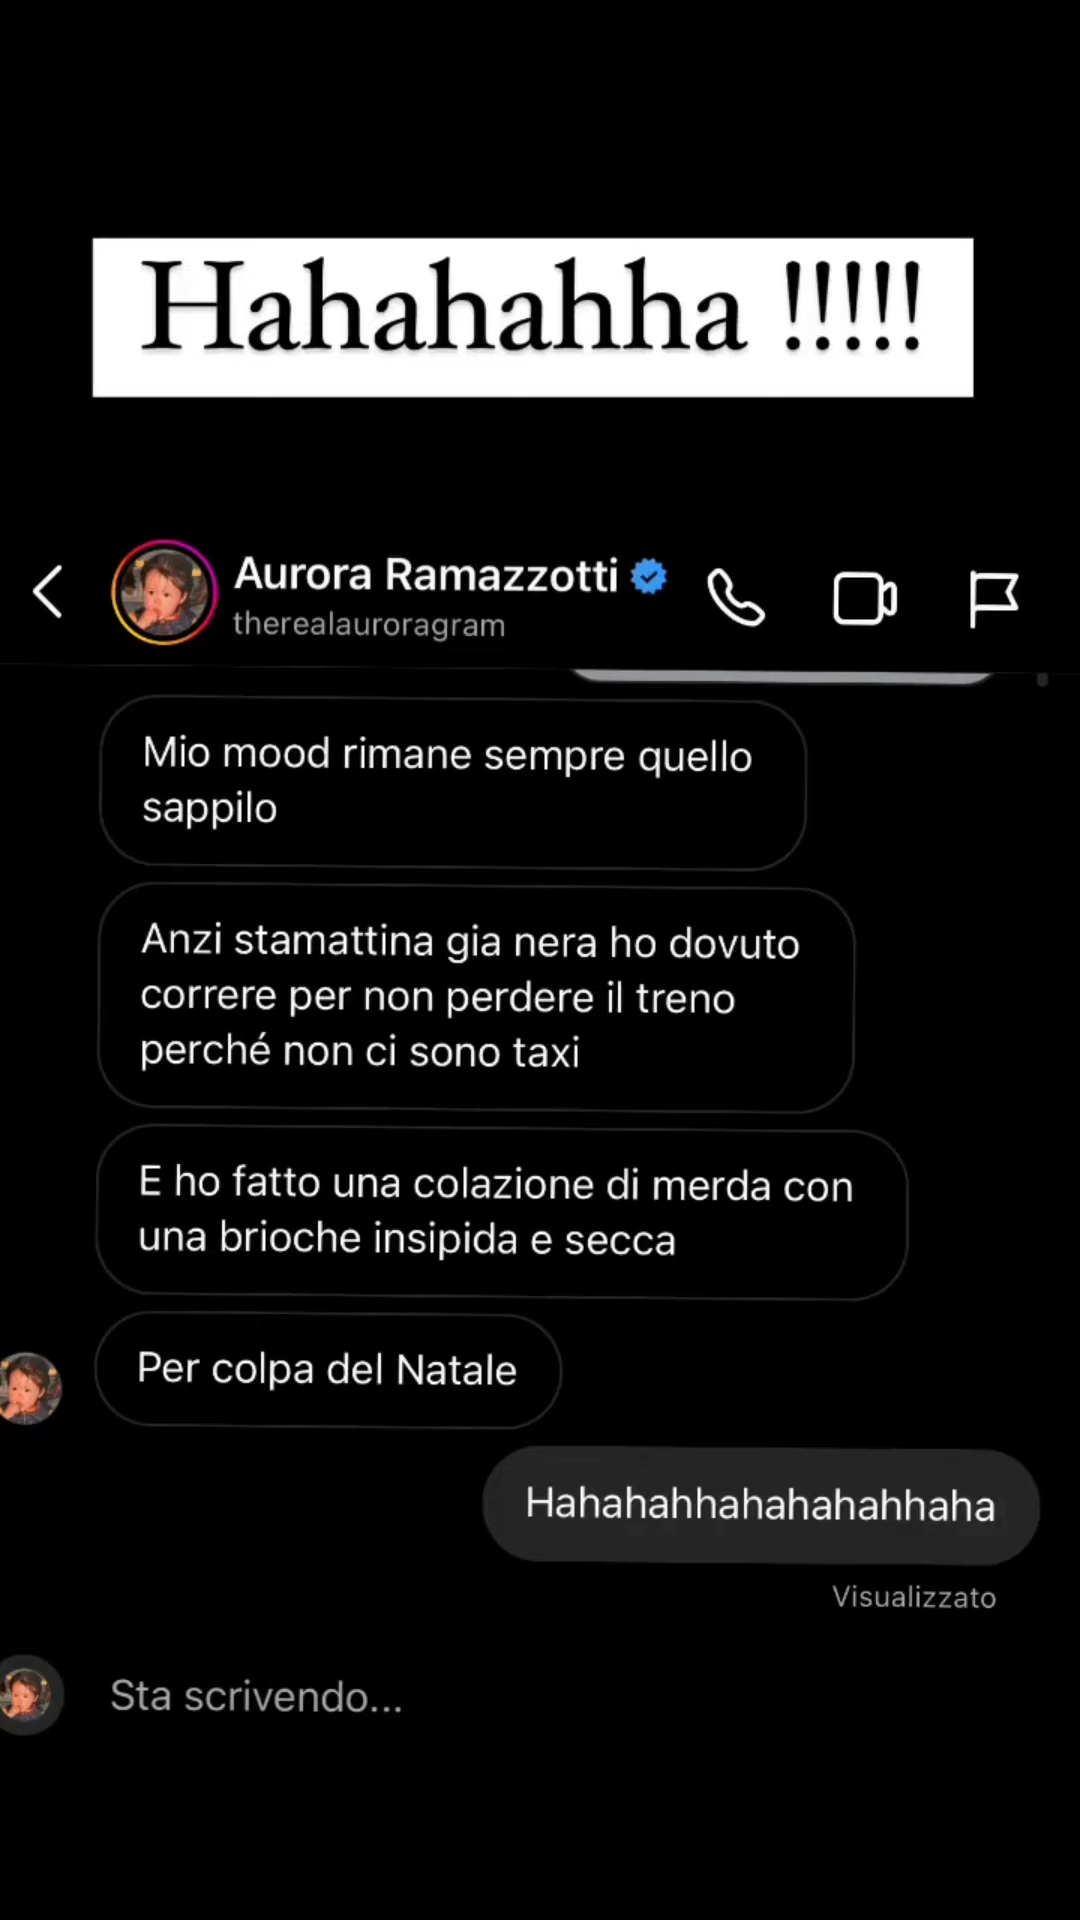 Hahahahha !!!!!
Aurora Ramazzotti
therealauroragram
Mio mood rimane sempre quello
sappilo
Anzi stamattina gia nera ho dovuto
correre per non perdere il treno
perché non ci sono taxi
E ho fatto una colazione di merda con
una brioche insipida e secca
Per colpa del Natale
Hahahahhahahahahhaha
Visualizzato
Sta scrivendo...